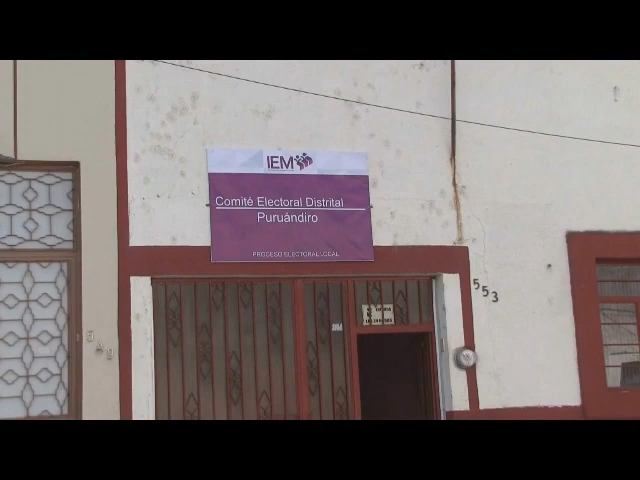 IEM
Comité Electoral Distrital
Puruándiro
PROCESO ELECTORAL LOCAL
553
549